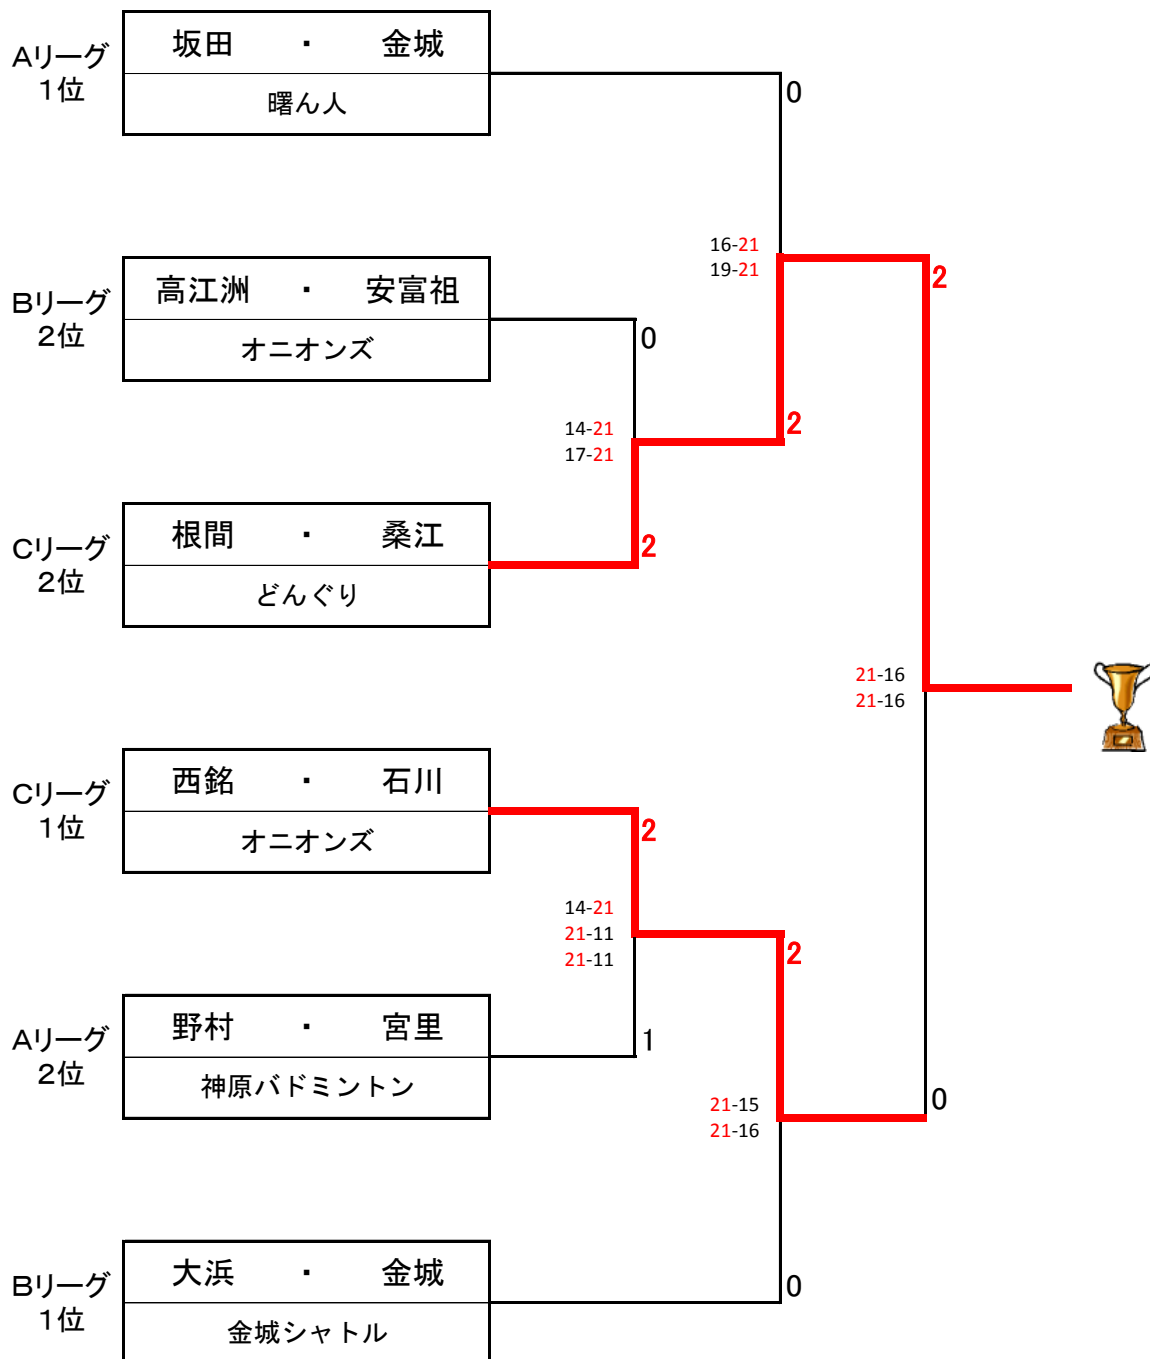 Aリーグ
1位
坂田 ・ 金城
曙ん人
0
16-21
19-21
2
Bリーグ
2位
高江洲 ・ 安富祖
オニオンズ
0
14-21
17-21
2
Cリーグ
2位
根間 ・ 桑江
どんぐり
2
21-16
21-16
Cリーグ
1位
西銘 ・ 石川
オニオンズ
2
14-21
21-11
21-11
2
Aリーグ
2位
野村 ・ 宮里
神原バドミントン
1
21-15
21-16
0
Bリーグ
1位
大浜 ・ 金城
金城シャトル
0